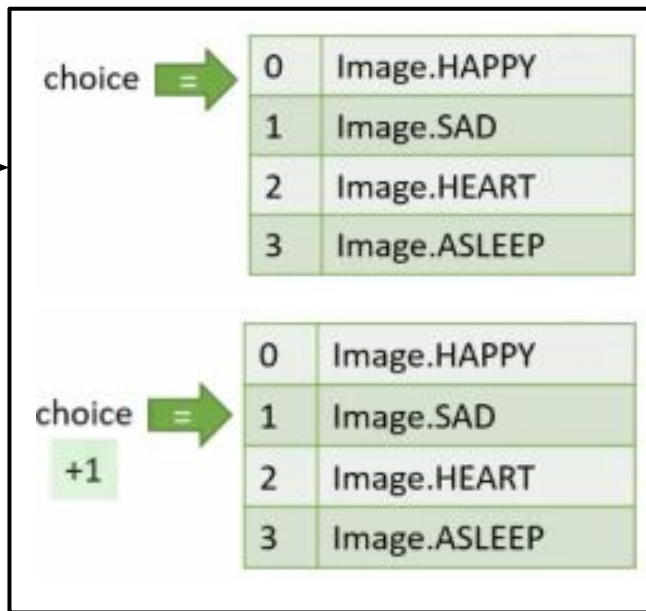 choice = 0 Image.HAPPY
1 Image.SAD
2 Image.HEART
3 Image.ASLEEP
0 Image.HAPPY
choice = 1 Image.SAD
+1
2 Image.HEART
3 Image.ASLEEP